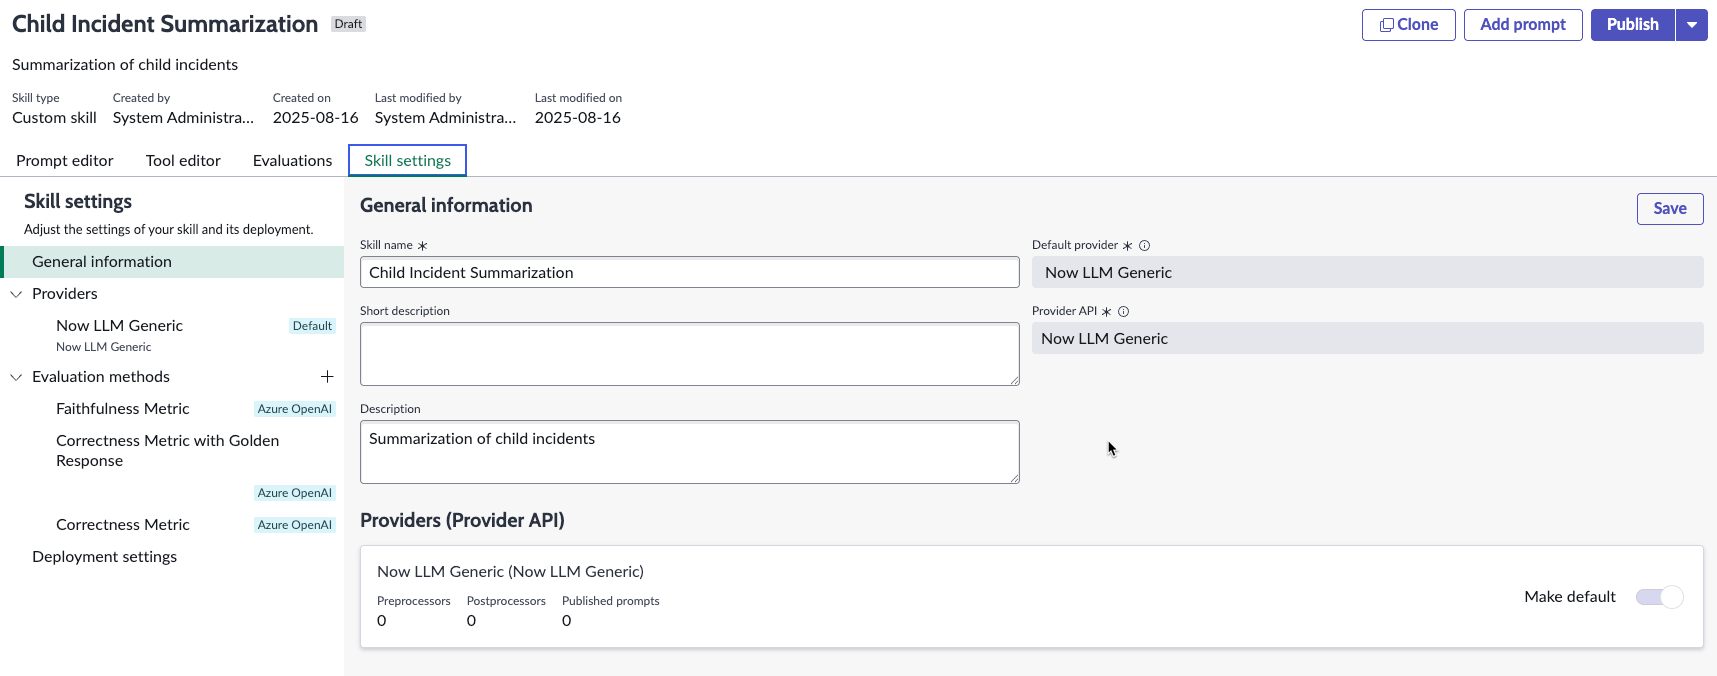 Child Incident Summarization Draft
Clone Add prompt Publish
Summarization of child incidents
Skill type Created by Created on Last modified by Last modified on
Custom skill System Administra... 2025-08-16 System Administra... 2025-08-16
Prompt editor Tool editor Evaluations Skill settings
Skill settings
Adjust the settings of your skill and its deployment.
General information
Providers
Now LLM Generic Default
Now LLM Generic
Evaluation methods
Faithfulness Metric Azure OpenAI
Correctness Metric with Golden
Response
Azure OpenAI
Correctness Metric Azure OpenAI
Deployment settings
General information
Save
Skill name *
Child Incident Summarization
Default provider *
Now LLM Generic
Short description
Provider API *
Now LLM Generic
Description
Summarization of child incidents
Providers (Provider API)
Now LLM Generic (Now LLM Generic)
Preprocessors Postprocessors Published prompts
0 0 0
Make default